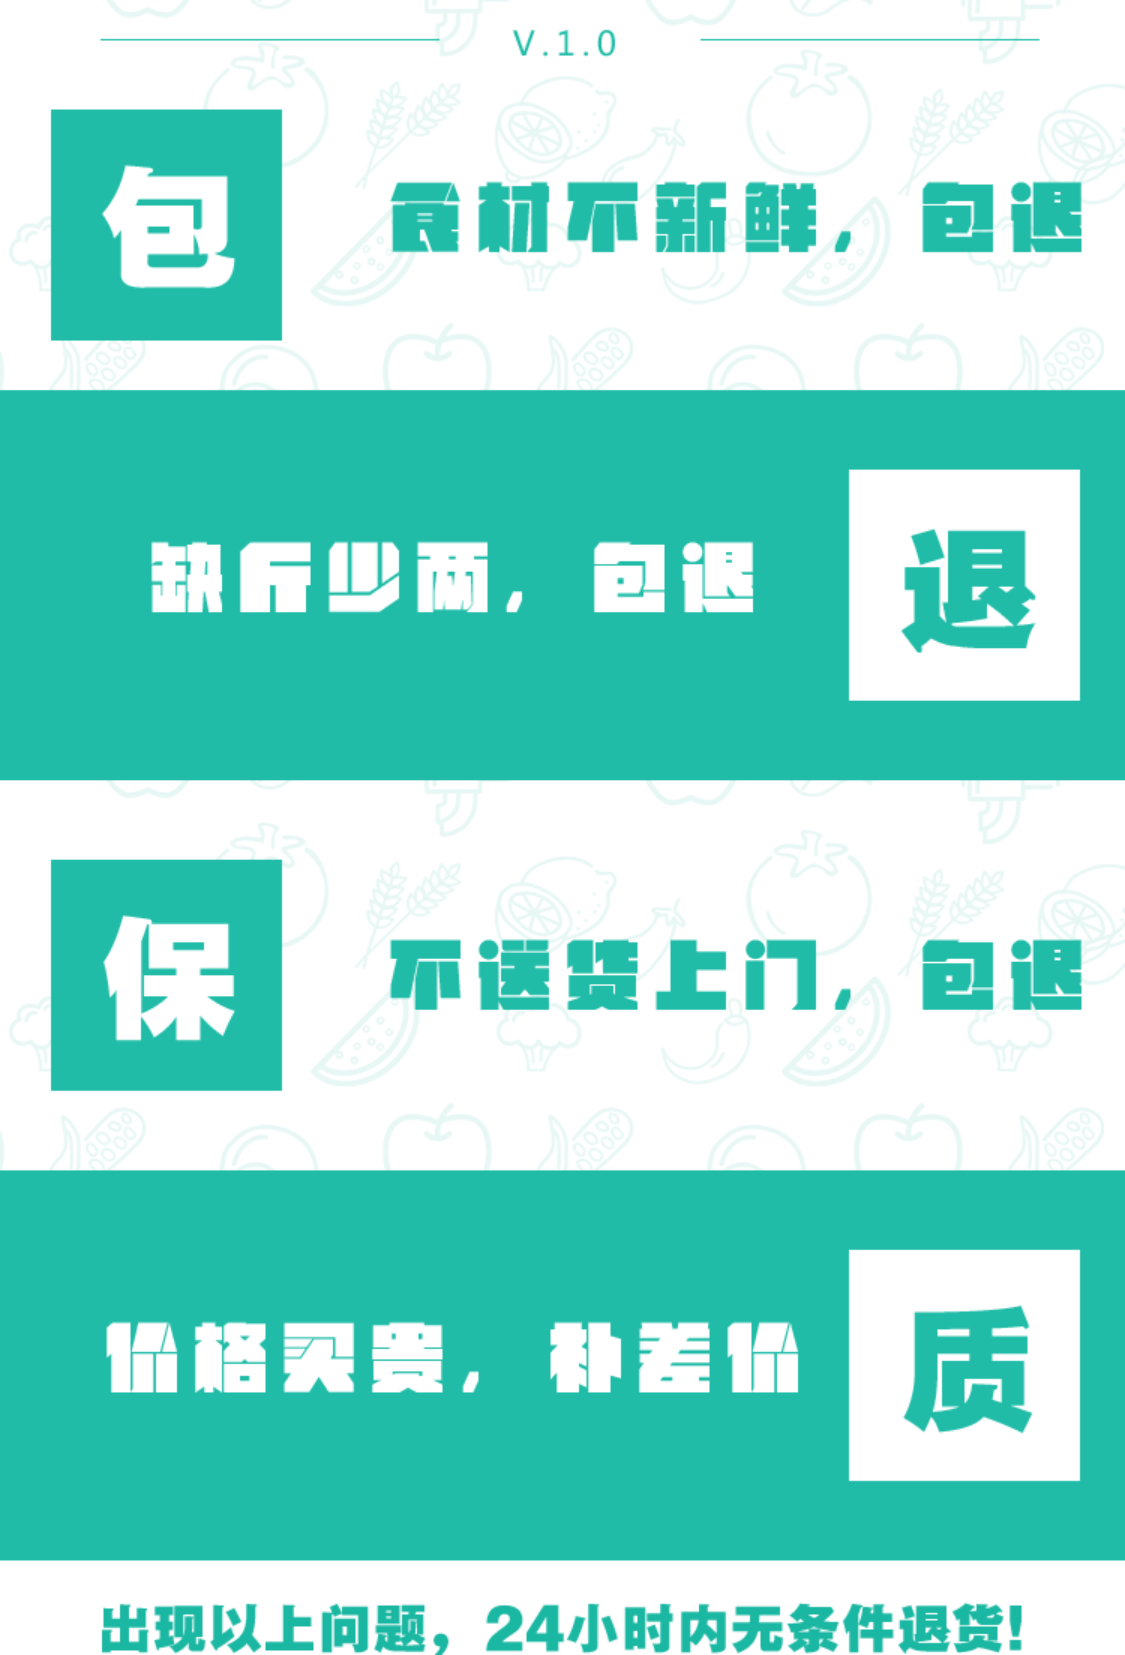 V.1.0
包
食材不新鲜，包退
缺斤少两，包退
退
保
不送货上门，包退
价格买贵，补差价
质
出现以上问题，24小时内无条件退货!